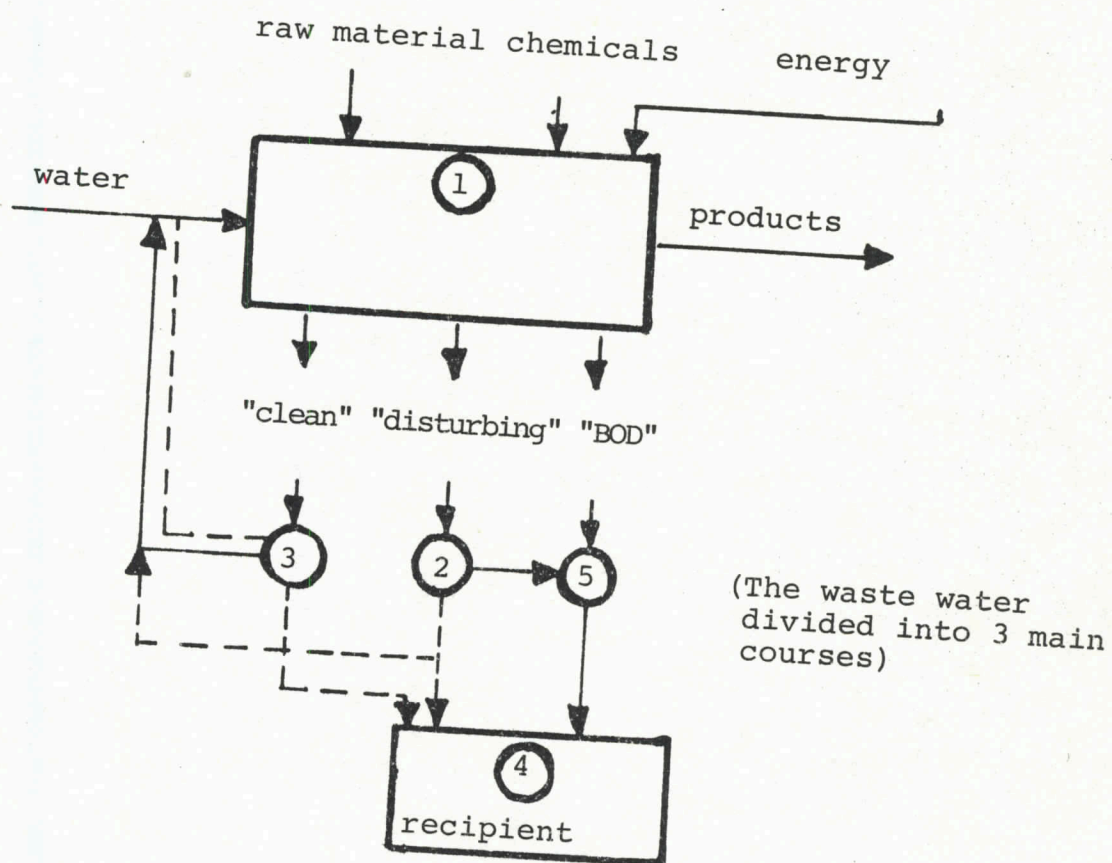 raw material chemicals
energy
water
1
products
"clean" "disturbing" "BOD"
3
2
5
(The waste water
divided into 3 main
courses)
4
recipient